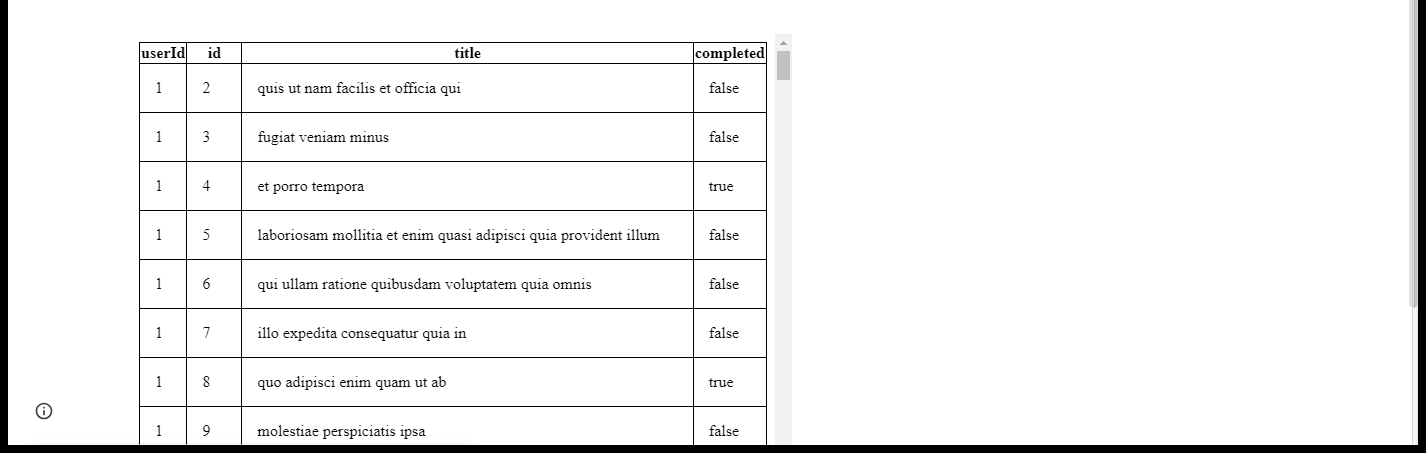 userId id title completed
1 2 quis ut nam facilis et officia qui false
1 3 fugiat veniam minus false
1 4 et porro tempora true
1 5 laboriosam mollitia et enim quasi adipisci quia provident illum false
1 6 qui ullam ratione quibusdam voluptatem quia omnis false
1 7 illo expedita consequatur quia in false
1 8 quo adipisci enim quam ut ab true
1 9 molestiae perspiciatis ipsa false